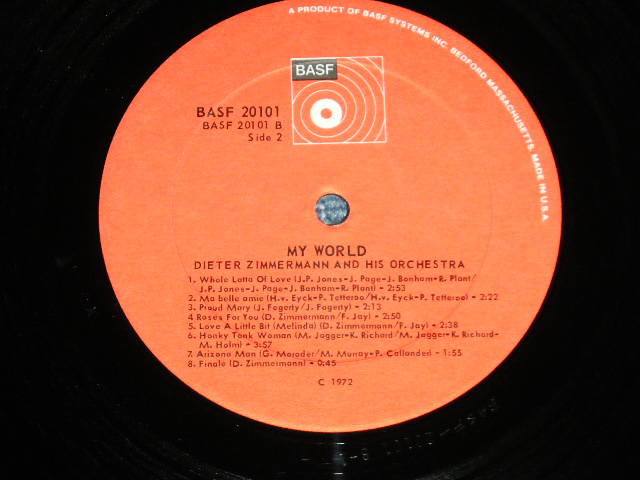 A PRODUCT OF BASF SYSTEMS INC. BEDFORD MASSACHUSETTS. MADE IN U.S.A.
BASF
BASF 20101
BASF 20101 B
Side 2
MY WORLD
DIETER ZIMMERMANN AND HIS ORCHESTRA
1. Whole Lotta Of Love (J.P. Jones-J. Page-J. Bonham-R. Plant/
J.P. Jones-J. Page-J. Bonham-R. Plant) - 2:53
2. Ma belle amie (H.v. Eyck-P. Tetteroo/H.v. Eyck-P. Tetteroo) - 2:22
3. Proud Mary (J. Fogerty/J. Fogerty) - 2:13
4 Roses For You (D. Zimmermann/F. Jay) - 2:50
5. Love A Little Bit (Melinda) (D. Zimmermann/F. Jay) - 2:38
6. Honky Tonk Woman (M. Jagger-K. Richard/M. Jagger-K. Richard-
M. Holm) - 3:57
7. Arizona Man (G. Moroder/M. Murray-P. Callander) - 1:55
8. Finale (D. Zimmermann) - 0:45
C 1972